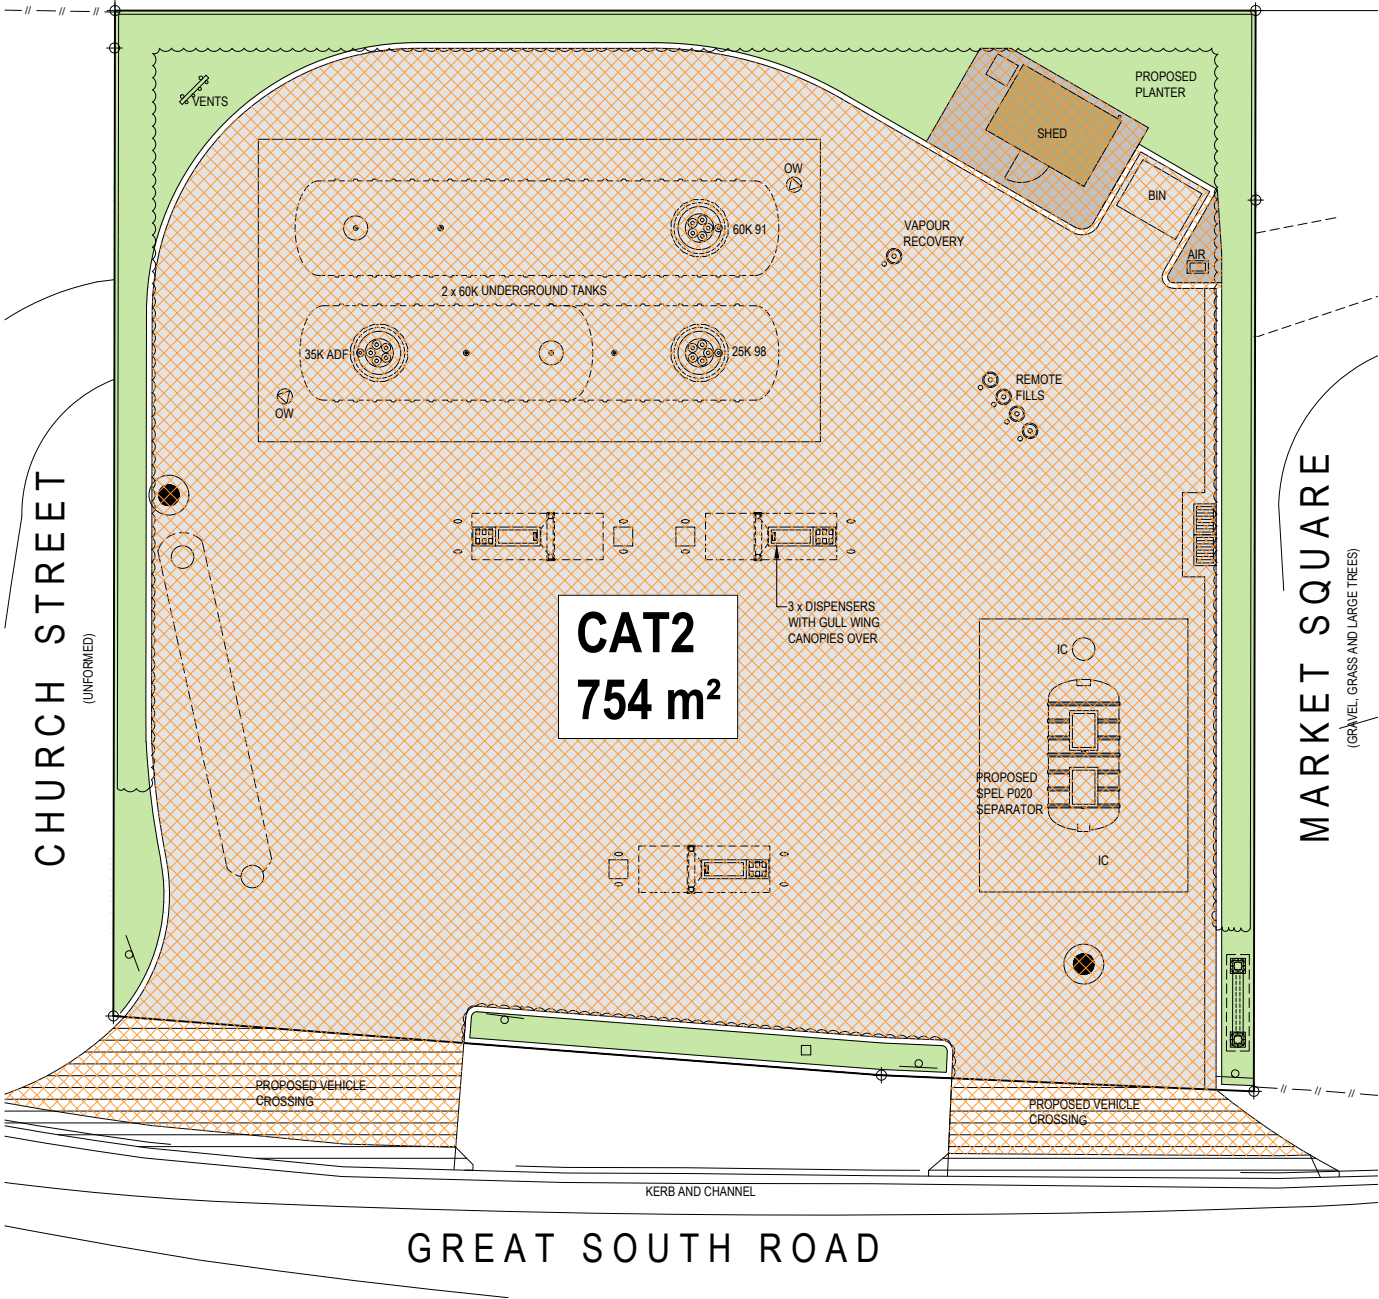 VENTS
PROPOSED
PLANTER
SHED
OW
BIN
60K 91
VAPOUR
RECOVERY
AIR
2 x 60K UNDERGROUND TANKS
35K ADF
25K 98
REMOTE
FILLS
OW
CHURCH STREET
(UNFORMED)
MARKET SQUARE
(GRAVEL, GRASS AND LARGE TREES)
3 x DISPENSERS
WITH GULL WING
CANOPIES OVER
CAT2
754 m²
IC
PROPOSED
SPEL P020
SEPARATOR
IC
PROPOSED VEHICLE
CROSSING
PROPOSED VEHICLE
CROSSING
KERB AND CHANNEL
GREAT SOUTH ROAD